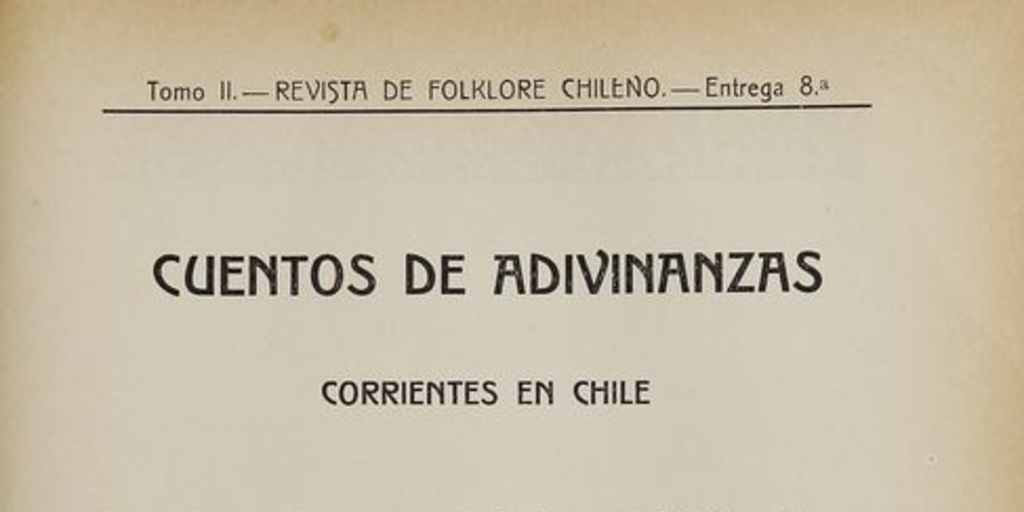 Tomo II.—REVISTA DE FOLKLORE CHILENO.—Entrega 8.ª
CUENTOS DE ADIVINANZAS
CORRIENTES EN CHILE